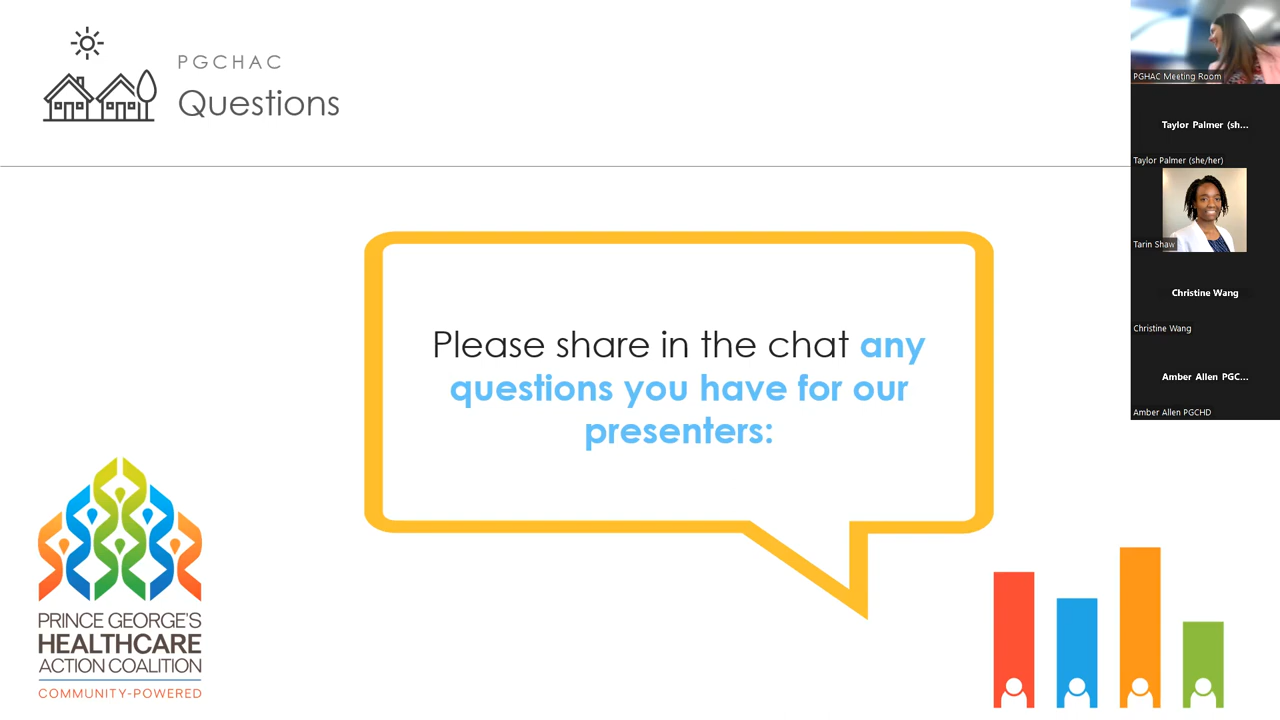 PGCHAC
Questions
Please share in the chat any
questions you have for our
presenters:
PRINCE GEORGE'S
HEALTHCARE
ACTION COALITION
COMMUNITY-POWERED
PGHAC Meeting Room
Taylor Palmer (sh...
Taylor Palmer (she/her)
Tarin Shaw
Christine Wang
Christine Wang
Amber Allen PGC...
Amber Allen PGCHD